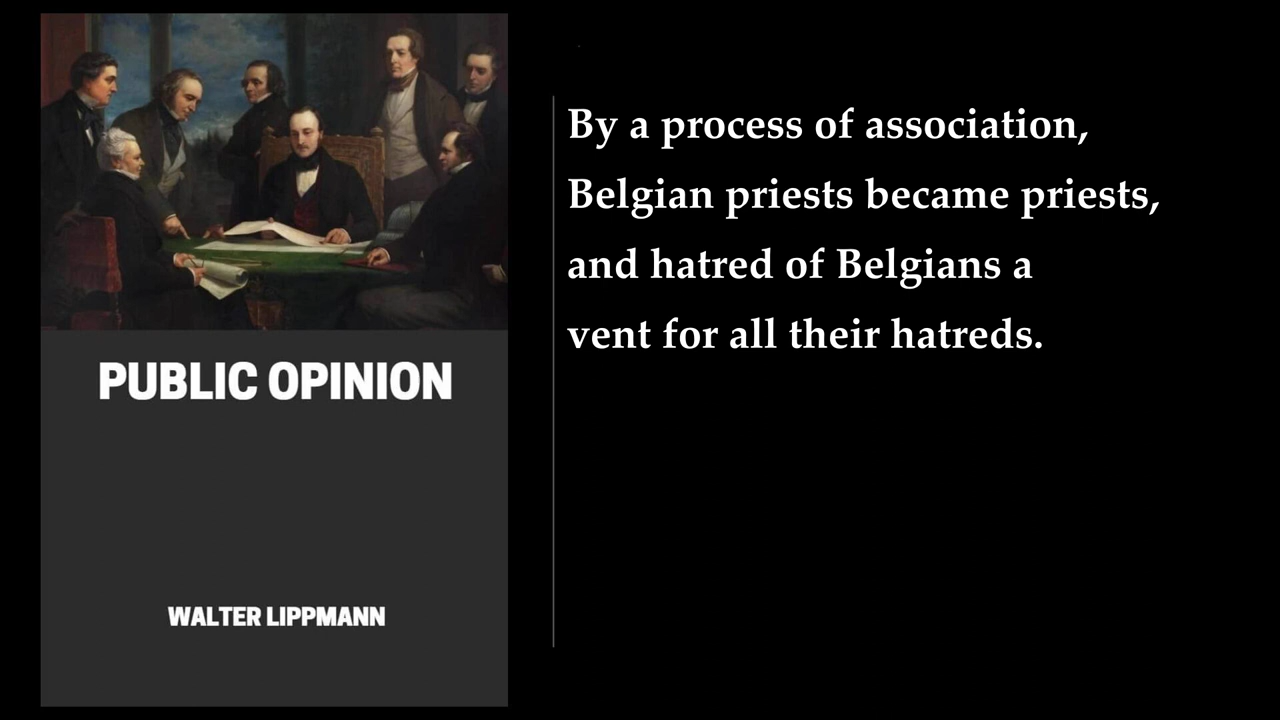 PUBLIC OPINION
WALTER LIPPMANN
By a process of association,
Belgian priests became priests,
and hatred of Belgians a
vent for all their hatreds.